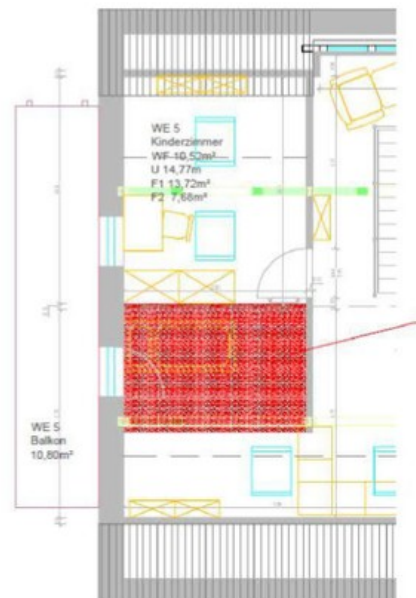 WE 5
Kinderzimmer
WF 10,52m²
U 14,77m
F1 13,72m²
F2 7,68m²
WE 5
Balkon
10,80m²